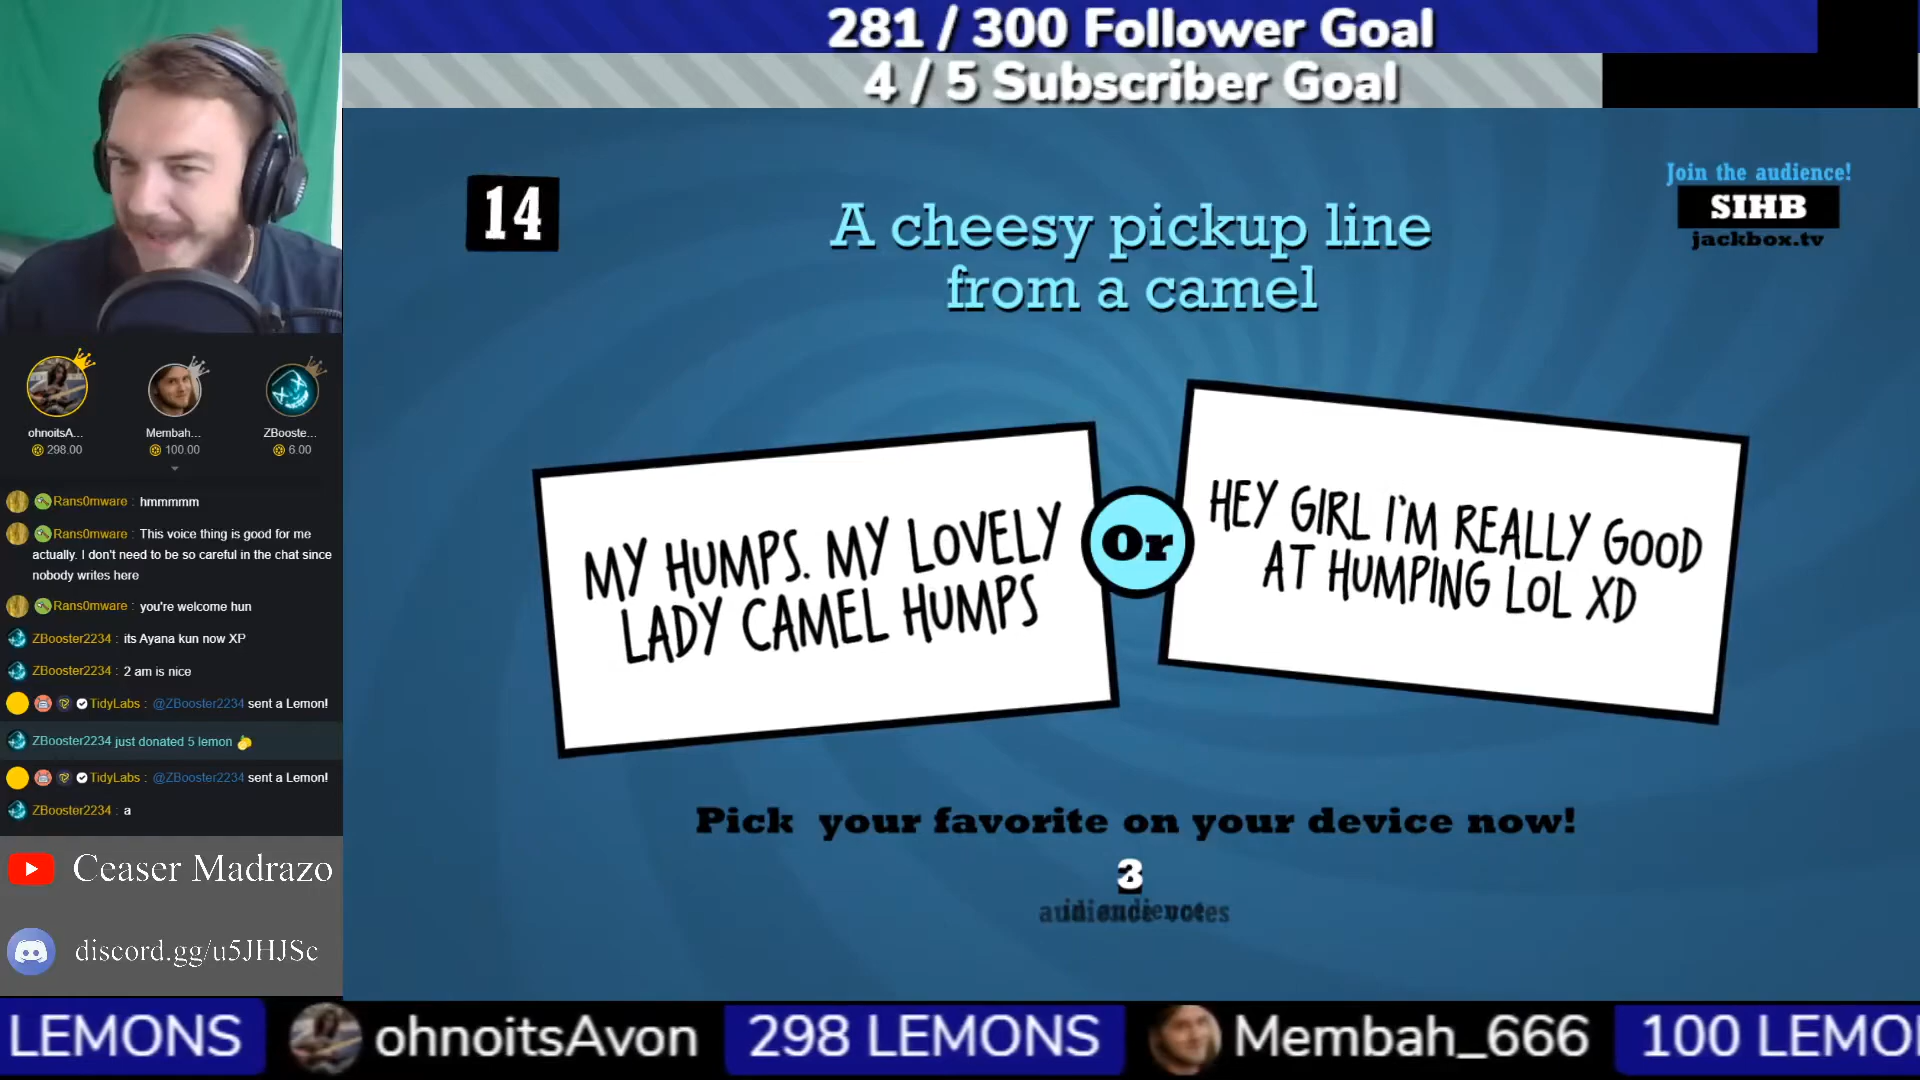 281 / 300 Follower Goal
4 / 5 Subscriber Goal
14
A cheesy pickup line
from a camel
Join the audience!
SIHB
jackbox.tv
MY HUMPS. MY LOVELY
LADY CAMEL HUMPS
Or
HEY GIRL I'M REALLY GOOD
AT HUMPING LOL XD
Pick your favorite on your device now!
3
ohnoitsA...
298.00
Membah...
100.00
ZBooste...
6.00
Rans0mware : hmmmmm
Rans0mware : This voice thing is good for me
actually. I don't need to be so careful in the chat since
nobody writes here
Rans0mware : you're welcome hun
ZBooster2234 : its Ayana kun now XP
ZBooster2234 : 2 am is nice
TidyLabs : @ZBooster2234 sent a Lemon!
ZBooster2234 just donated 5 lemon
TidyLabs : @ZBooster2234 sent a Lemon!
ZBooster2234 : a
Ceaser Madrazo
discord.gg/u5JHJSc
LEMONS ohnoitsAvon 298 LEMONS Membah_666 100 LEMO